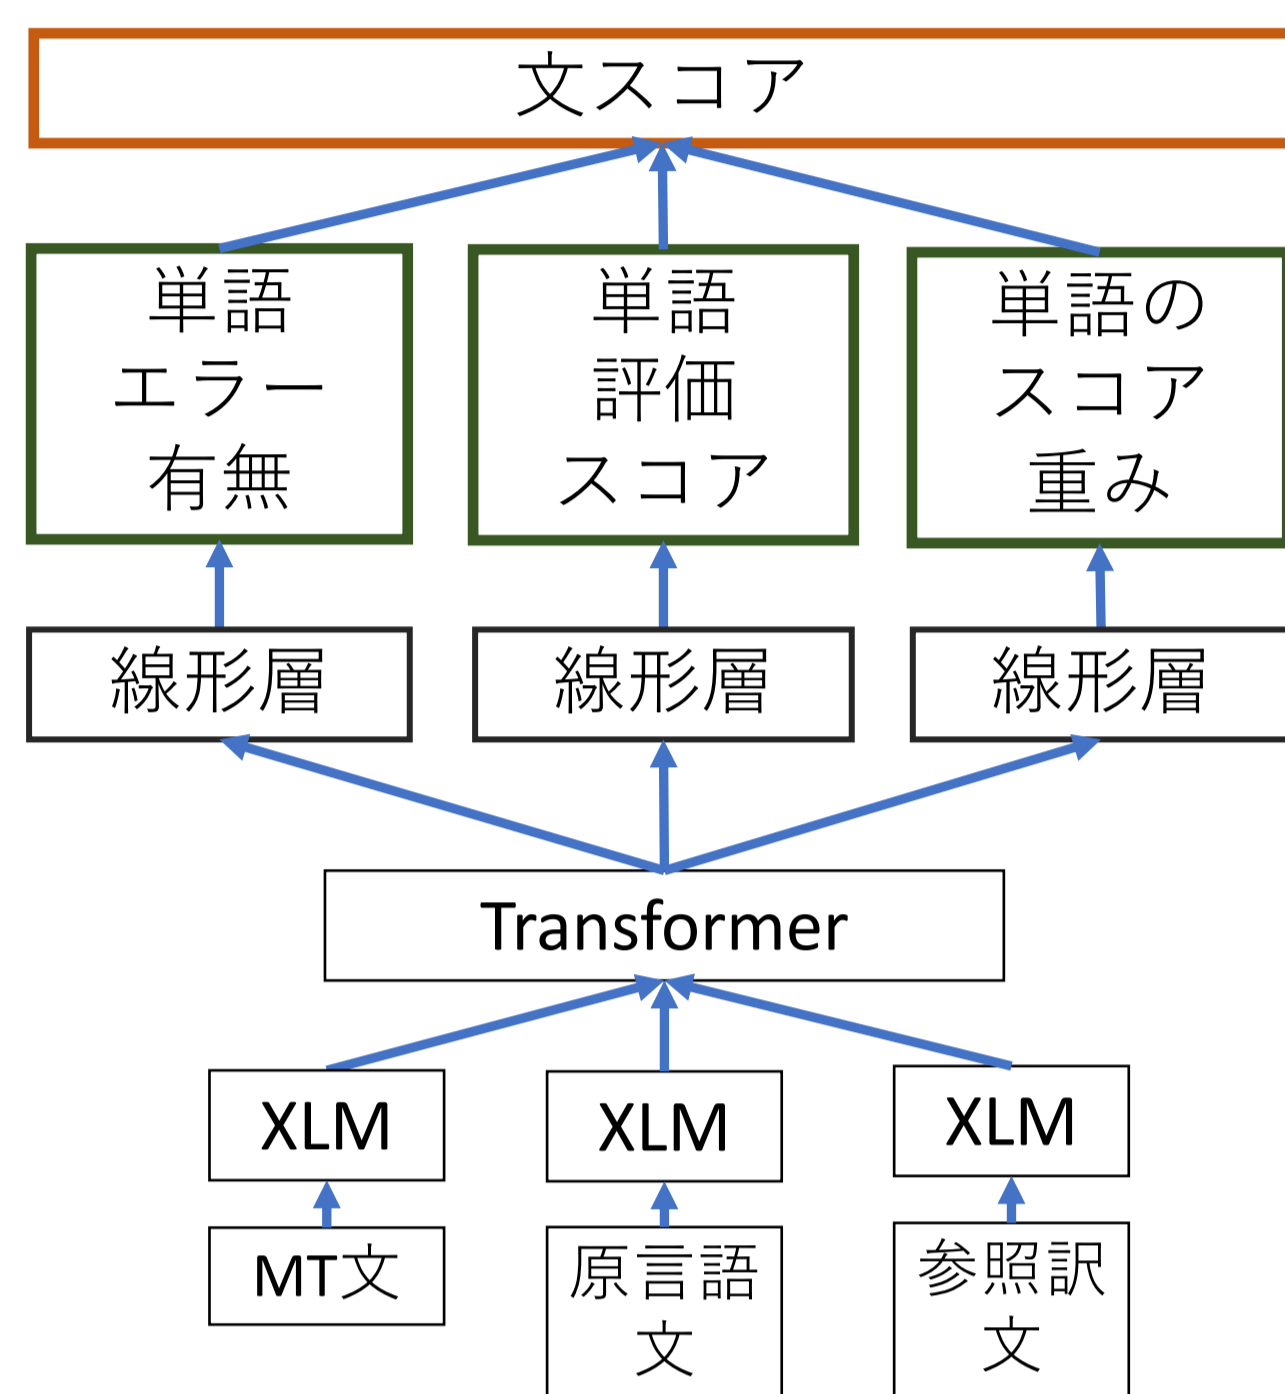 文スコア
単語
エラー
有無
単語
評価
スコア
単語の
スコア
重み
線形層
線形層
線形層
Transformer
XLM
XLM
XLM
MT文
原言語
文
参照訳
文